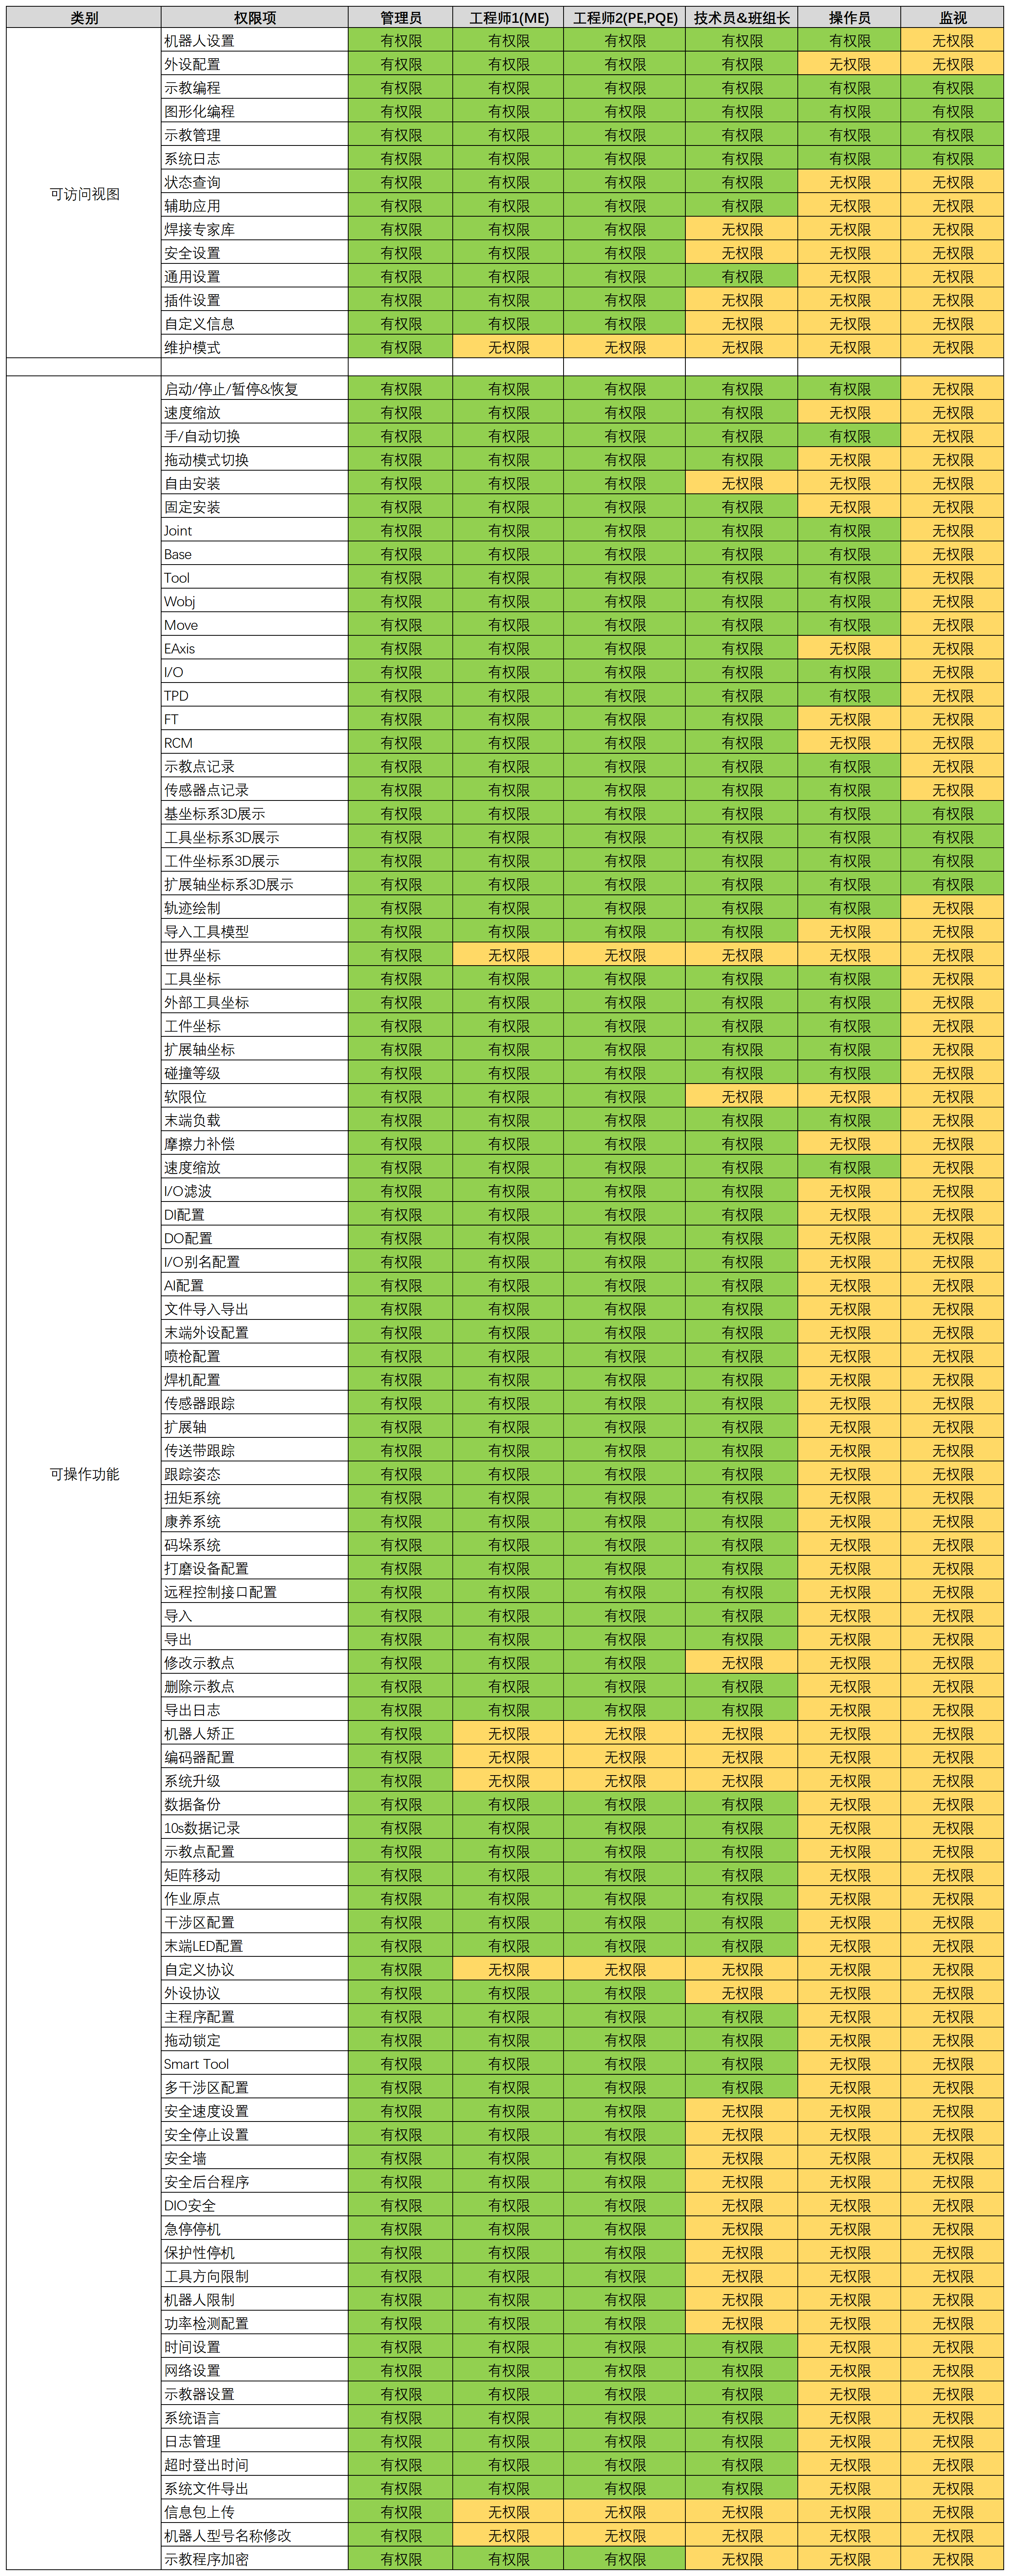 类别 权限项 管理员 工程师1(ME) 工程师2(PE,PQE) 技术员&班组长 操作员 监视
可访问视图
机器人设置 有权限 有权限 有权限 有权限 有权限 无权限
外设配置 有权限 有权限 有权限 有权限 无权限 无权限
示教编程 有权限 有权限 有权限 有权限 有权限 有权限
图形化编程 有权限 有权限 有权限 有权限 有权限 有权限
示教管理 有权限 有权限 有权限 有权限 有权限 有权限
系统日志 有权限 有权限 有权限 有权限 有权限 有权限
状态查询 有权限 有权限 有权限 有权限 无权限 无权限
辅助应用 有权限 有权限 有权限 有权限 无权限 无权限
焊接专家库 有权限 有权限 有权限 无权限 无权限 无权限
安全设置 有权限 有权限 有权限 无权限 无权限 无权限
通用设置 有权限 有权限 有权限 有权限 无权限 无权限
插件设置 有权限 有权限 有权限 无权限 无权限 无权限
自定义信息 有权限 有权限 有权限 无权限 无权限 无权限
维护模式 有权限 无权限 无权限 无权限 无权限 无权限
可操作功能
启动/停止/暂停&恢复 有权限 有权限 有权限 有权限 有权限 无权限
速度缩放 有权限 有权限 有权限 有权限 无权限 无权限
手/自动切换 有权限 有权限 有权限 有权限 有权限 无权限
拖动模式切换 有权限 有权限 有权限 有权限 无权限 无权限
自由安装 有权限 有权限 有权限 无权限 无权限 无权限
固定安装 有权限 有权限 有权限 有权限 无权限 无权限
Joint 有权限 有权限 有权限 有权限 有权限 无权限
Base 有权限 有权限 有权限 有权限 有权限 无权限
Tool 有权限 有权限 有权限 有权限 有权限 无权限
Wobj 有权限 有权限 有权限 有权限 有权限 无权限
Move 有权限 有权限 有权限 有权限 有权限 无权限
EAxis 有权限 有权限 有权限 有权限 无权限 无权限
I/O 有权限 有权限 有权限 有权限 有权限 无权限
TPD 有权限 有权限 有权限 有权限 有权限 无权限
FT 有权限 有权限 有权限 有权限 无权限 无权限
RCM 有权限 有权限 有权限 有权限 无权限 无权限
示教点记录 有权限 有权限 有权限 有权限 有权限 无权限
传感器点记录 有权限 有权限 有权限 有权限 有权限 无权限
基坐标系3D展示 有权限 有权限 有权限 有权限 有权限 有权限
工具坐标系3D展示 有权限 有权限 有权限 有权限 有权限 有权限
工件坐标系3D展示 有权限 有权限 有权限 有权限 有权限 有权限
扩展轴坐标系3D展示 有权限 有权限 有权限 有权限 有权限 有权限
轨迹绘制 有权限 有权限 有权限 有权限 有权限 无权限
导入工具模型 有权限 有权限 有权限 有权限 无权限 无权限
世界坐标 有权限 无权限 无权限 无权限 无权限 无权限
工具坐标 有权限 有权限 有权限 有权限 有权限 无权限
外部工具坐标 有权限 有权限 有权限 有权限 有权限 无权限
工件坐标 有权限 有权限 有权限 有权限 有权限 无权限
扩展轴坐标 有权限 有权限 有权限 有权限 有权限 无权限
碰撞等级 有权限 有权限 有权限 有权限 有权限 无权限
软限位 有权限 有权限 有权限 无权限 无权限 无权限
末端负载 有权限 有权限 有权限 有权限 有权限 无权限
摩擦力补偿 有权限 有权限 有权限 有权限 无权限 无权限
速度缩放 有权限 有权限 有权限 有权限 有权限 无权限
I/O滤波 有权限 有权限 有权限 有权限 无权限 无权限
DI配置 有权限 有权限 有权限 有权限 无权限 无权限
DO配置 有权限 有权限 有权限 有权限 无权限 无权限
I/O别名配置 有权限 有权限 有权限 有权限 无权限 无权限
AI配置 有权限 有权限 有权限 有权限 无权限 无权限
文件导入导出 有权限 有权限 有权限 有权限 无权限 无权限
末端外设配置 有权限 有权限 有权限 有权限 无权限 无权限
喷枪配置 有权限 有权限 有权限 有权限 无权限 无权限
焊机配置 有权限 有权限 有权限 有权限 无权限 无权限
传感器跟踪 有权限 有权限 有权限 有权限 无权限 无权限
扩展轴 有权限 有权限 有权限 有权限 无权限 无权限
传送带跟踪 有权限 有权限 有权限 有权限 无权限 无权限
跟踪姿态 有权限 有权限 有权限 有权限 无权限 无权限
扭矩系统 有权限 有权限 有权限 有权限 无权限 无权限
康养系统 有权限 有权限 有权限 有权限 无权限 无权限
码垛系统 有权限 有权限 有权限 有权限 无权限 无权限
打磨设备配置 有权限 有权限 有权限 有权限 无权限 无权限
远程控制接口配置 有权限 有权限 有权限 有权限 无权限 无权限
导入 有权限 有权限 有权限 有权限 无权限 无权限
导出 有权限 有权限 有权限 有权限 无权限 无权限
修改示教点 有权限 有权限 有权限 无权限 无权限 无权限
删除示教点 有权限 有权限 有权限 有权限 无权限 无权限
导出日志 有权限 有权限 有权限 有权限 无权限 无权限
机器人矫正 有权限 无权限 无权限 无权限 无权限 无权限
编码器配置 有权限 无权限 无权限 无权限 无权限 无权限
系统升级 有权限 无权限 无权限 无权限 无权限 无权限
数据备份 有权限 有权限 有权限 有权限 无权限 无权限
10s数据记录 有权限 有权限 有权限 有权限 无权限 无权限
示教点配置 有权限 有权限 有权限 有权限 无权限 无权限
矩阵移动 有权限 有权限 有权限 有权限 无权限 无权限
作业原点 有权限 有权限 有权限 有权限 无权限 无权限
干涉区配置 有权限 有权限 有权限 有权限 无权限 无权限
末端LED配置 有权限 有权限 有权限 有权限 无权限 无权限
自定义协议 有权限 无权限 无权限 无权限 无权限 无权限
外设协议 有权限 有权限 有权限 无权限 无权限 无权限
主程序配置 有权限 有权限 有权限 有权限 无权限 无权限
拖动锁定 有权限 有权限 有权限 有权限 无权限 无权限
Smart Tool 有权限 有权限 有权限 有权限 无权限 无权限
多干涉区配置 有权限 有权限 有权限 有权限 无权限 无权限
安全速度设置 有权限 有权限 有权限 无权限 无权限 无权限
安全停止设置 有权限 有权限 有权限 无权限 无权限 无权限
安全墙 有权限 有权限 有权限 无权限 无权限 无权限
安全后台程序 有权限 有权限 有权限 无权限 无权限 无权限
DIO安全 有权限 有权限 有权限 无权限 无权限 无权限
急停停机 有权限 有权限 有权限 无权限 无权限 无权限
保护性停机 有权限 有权限 有权限 无权限 无权限 无权限
工具方向限制 有权限 有权限 有权限 无权限 无权限 无权限
机器人限制 有权限 有权限 有权限 无权限 无权限 无权限
功率检测配置 有权限 有权限 有权限 无权限 无权限 无权限
时间设置 有权限 有权限 有权限 有权限 无权限 无权限
网络设置 有权限 有权限 有权限 有权限 无权限 无权限
示教器设置 有权限 有权限 有权限 有权限 无权限 无权限
系统语言 有权限 有权限 有权限 有权限 无权限 无权限
日志管理 有权限 有权限 有权限 有权限 无权限 无权限
超时登出时间 有权限 有权限 有权限 有权限 无权限 无权限
系统文件导出 有权限 有权限 有权限 有权限 无权限 无权限
信息包上传 有权限 无权限 无权限 无权限 无权限 无权限
机器人型号名称修改 有权限 无权限 无权限 无权限 无权限 无权限
示教程序加密 有权限 有权限 有权限 无权限 无权限 无权限